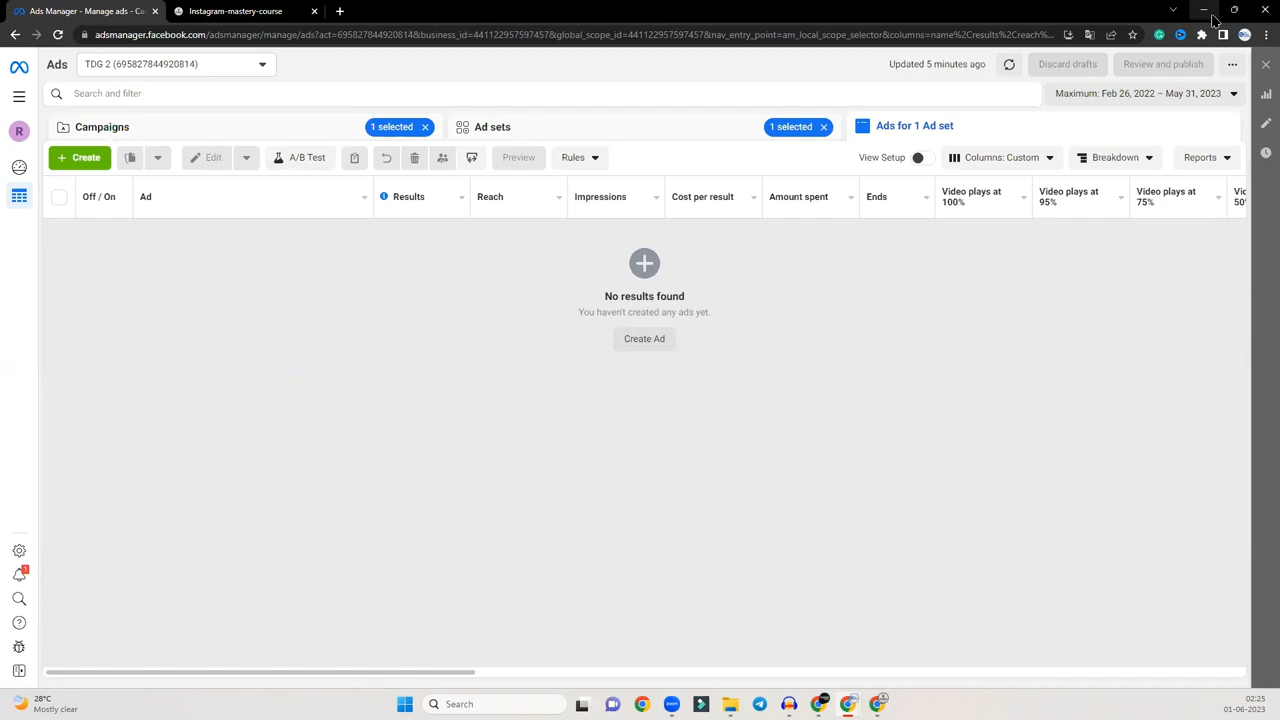 Ads Manager - Manage ads - Ca
Instagram-mastery-course
adsmanager.facebook.com/adsmanager/manage/ads?act=695827844920814&business_id=441122597597457&global_scope_id=441122597597457&nav_entry_point=am_local_scope_selector&columns=name%2Cresults%2Creach%...
Ads
TDG 2 (695827844920814)
Updated 5 minutes ago
Discard drafts
Review and publish
Search and filter
Maximum: Feb 26, 2022 – May 31, 2023
Campaigns
1 selected
Ad sets
1 selected
Ads for 1 Ad set
R
Create
Edit
A/B Test
Preview
Rules
View Setup
Columns: Custom
Breakdown
Reports
Off / On
Ad
Results
Reach
Impressions
Cost per result
Amount spent
Ends
Video plays at 100%
Video plays at 95%
Video plays at 75%
Vid
50%
No results found
You haven't created any ads yet.
Create Ad
1
28°C
Mostly clear
Search
02:25
01-06-2023